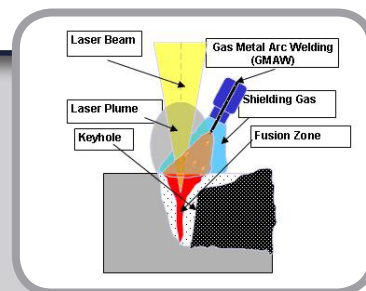 Laser Beam
Gas Metal Arc Welding
(GMAW)
Laser Plume
Shielding Gas
Keyhole
Fusion Zone